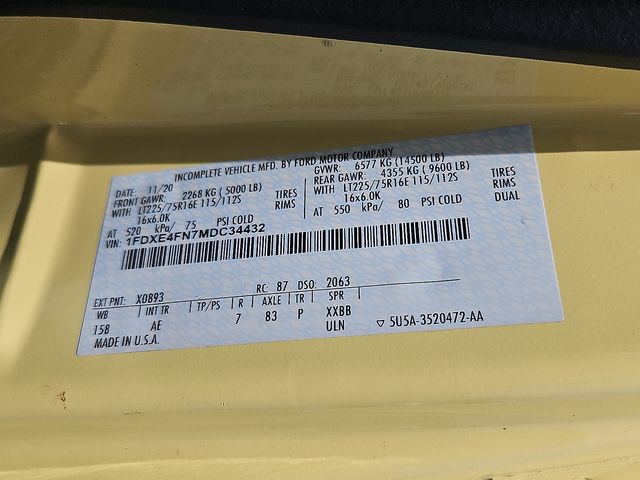 INCOMPLETE VEHICLE MFD. BY FORD MOTOR COMPANY
DATE: 11/20 GVWR: 6577 KG (14500 LB)
FRONT GAWR: 2268 KG (5000 LB) REAR GAWR: 4355 KG (9600 LB)
WITH LT225/75R16E 115/112S TIRES WITH LT225/75R16E 115/112S TIRES
16x6.0K RIMS 16x6.0K RIMS
AT 520 kPa/ 75 PSI COLD AT 550 kPa/ 80 PSI COLD DUAL
VIN: 1FDXE4FN7MDC34432
EXT PNT: X0893 RC: 87 DSO: 2063
WB INT TR TP/PS R AXLE TR SPR
158 AE 7 83 P XXBB
ULN
MADE IN U.S.A. ▽ 5U5A-3520472-AA